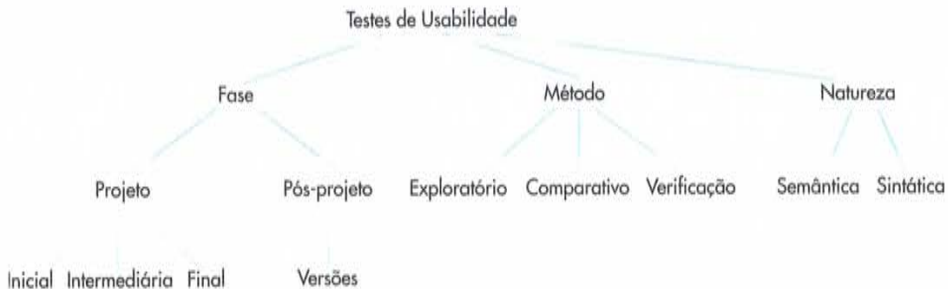 Testes de Usabilidade
Fase Método Natureza
Projeto Pós-projeto Exploratório Comparativo Verificação Semântica Sintática
Inicial Intermediária Final Versões